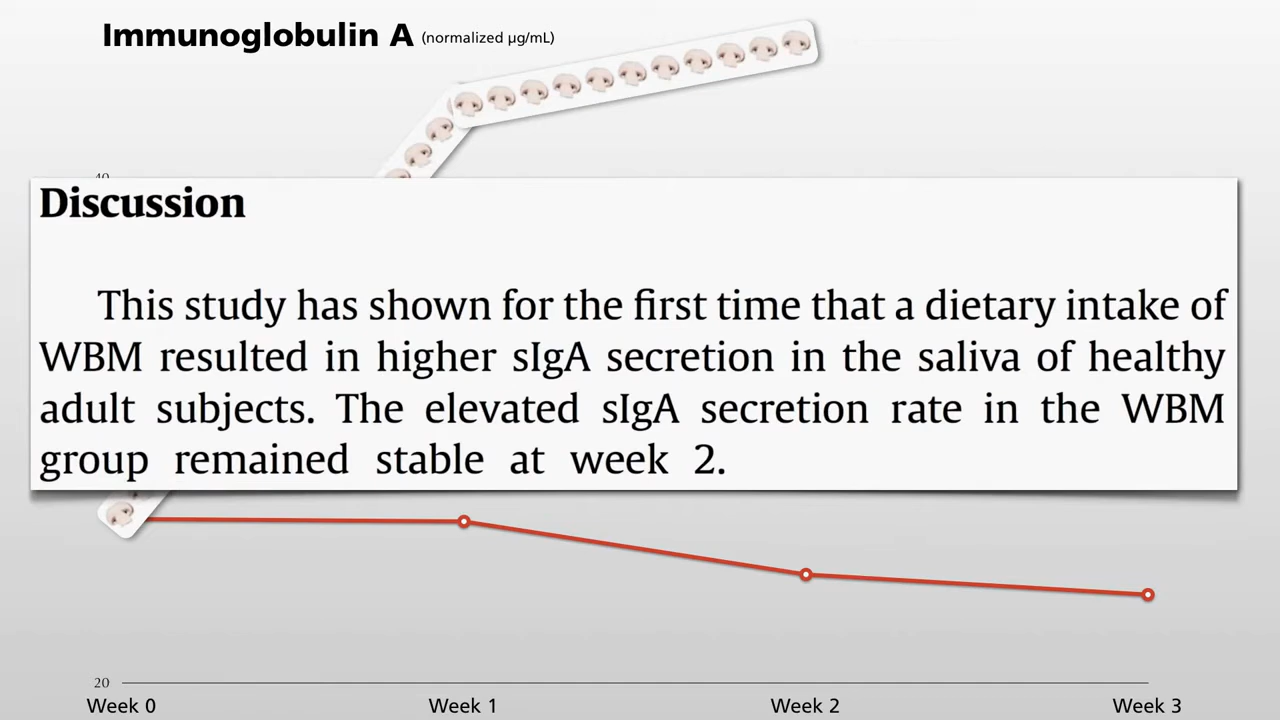 Immunoglobulin A (normalized µg/mL)
40
Discussion
This study has shown for the first time that a dietary intake of
WBM resulted in higher sIgA secretion in the saliva of healthy
adult subjects. The elevated sIgA secretion rate in the WBM
group remained stable at week 2.
20
Week 0 Week 1 Week 2 Week 3